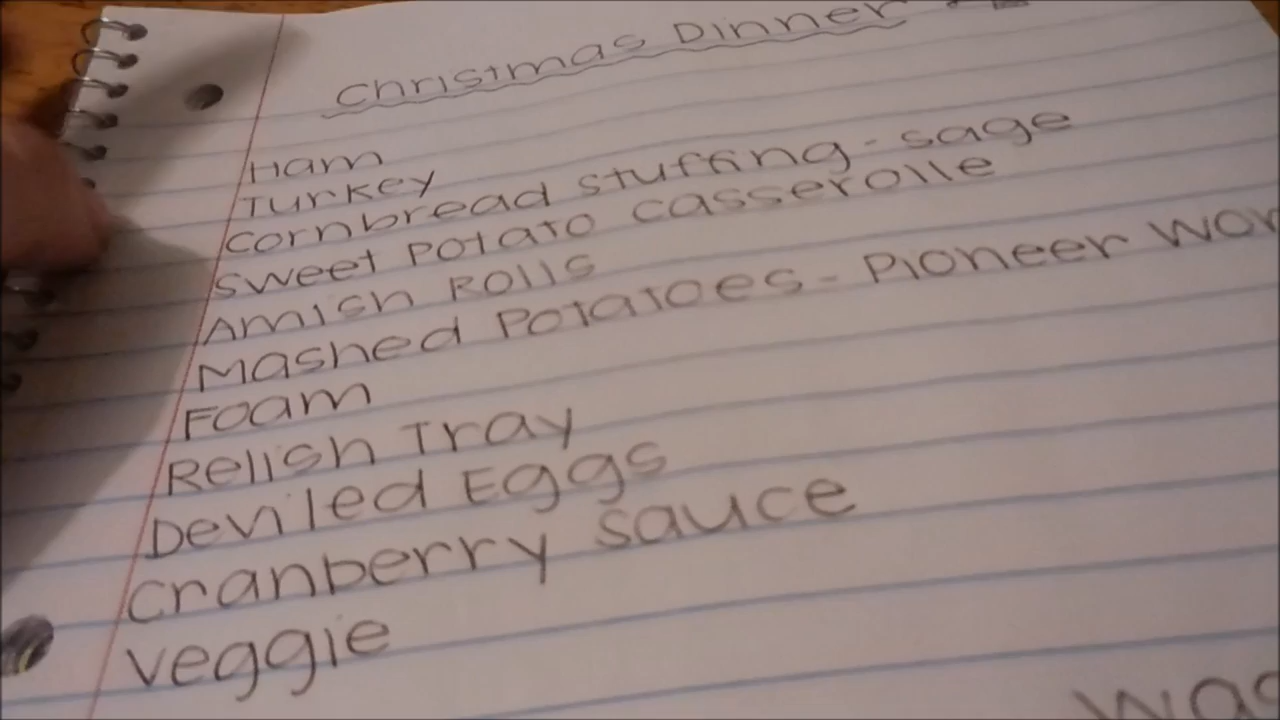 Christmas Dinner
Ham
Turkey
Cornbread stuffing - sage
Sweet Potato casserolle
Amish Rolls
Mashed Potatoes - Pioneer Wo
Foam
Relish Tray
Deviled Eggs
Cranberry Sauce
Veggie